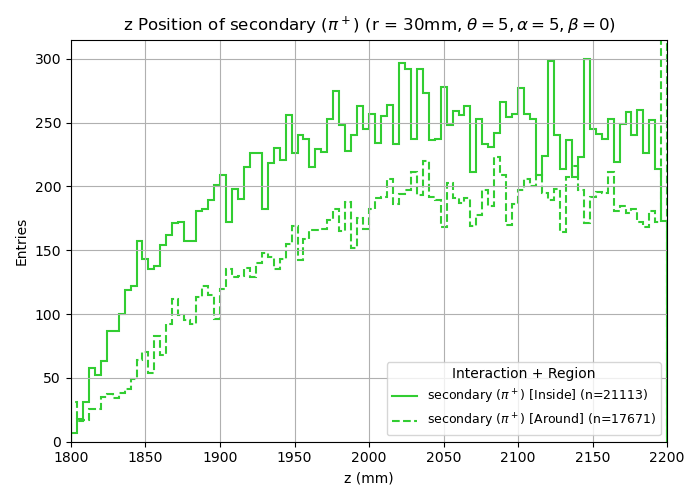 z Position of secondary (π⁺) (r = 30mm, θ = 5, α = 5, β = 0)
300
250
200
150
100
50
0
Entries
1800 1850 1900 1950 2000 2050 2100 2150 2200
z (mm)
Interaction + Region
secondary (π⁺) [Inside] (n=21113)
secondary (π⁺) [Around] (n=17671)